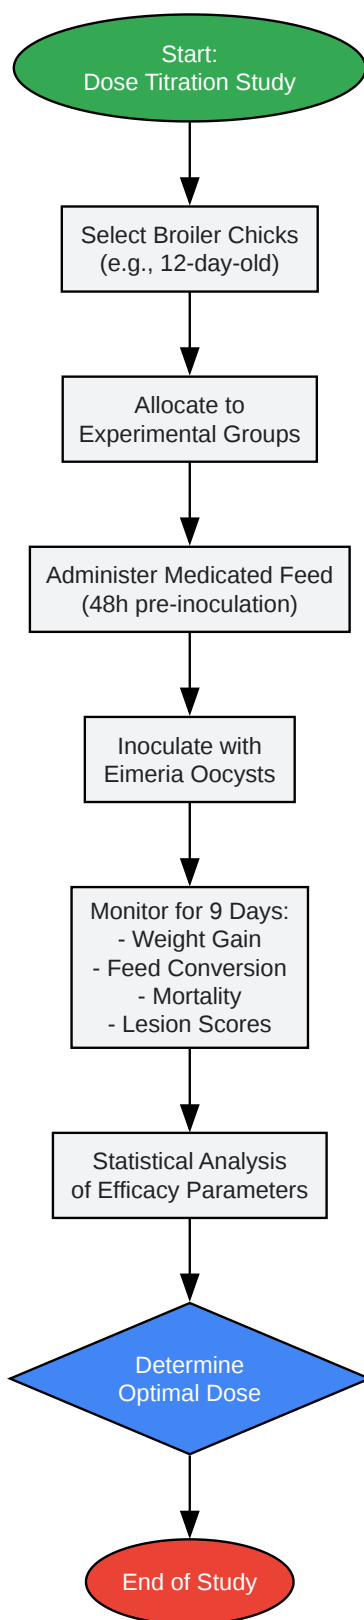 Start:
Dose Titration Study
Select Broiler Chicks
(e.g., 12-day-old)
Allocate to
Experimental Groups
Administer Medicated Feed
(48h pre-inoculation)
Inoculate with
Eimeria Oocysts
Monitor for 9 Days:
- Weight Gain
- Feed Conversion
- Mortality
- Lesion Scores
Statistical Analysis
of Efficacy Parameters
Determine
Optimal Dose
End of Study